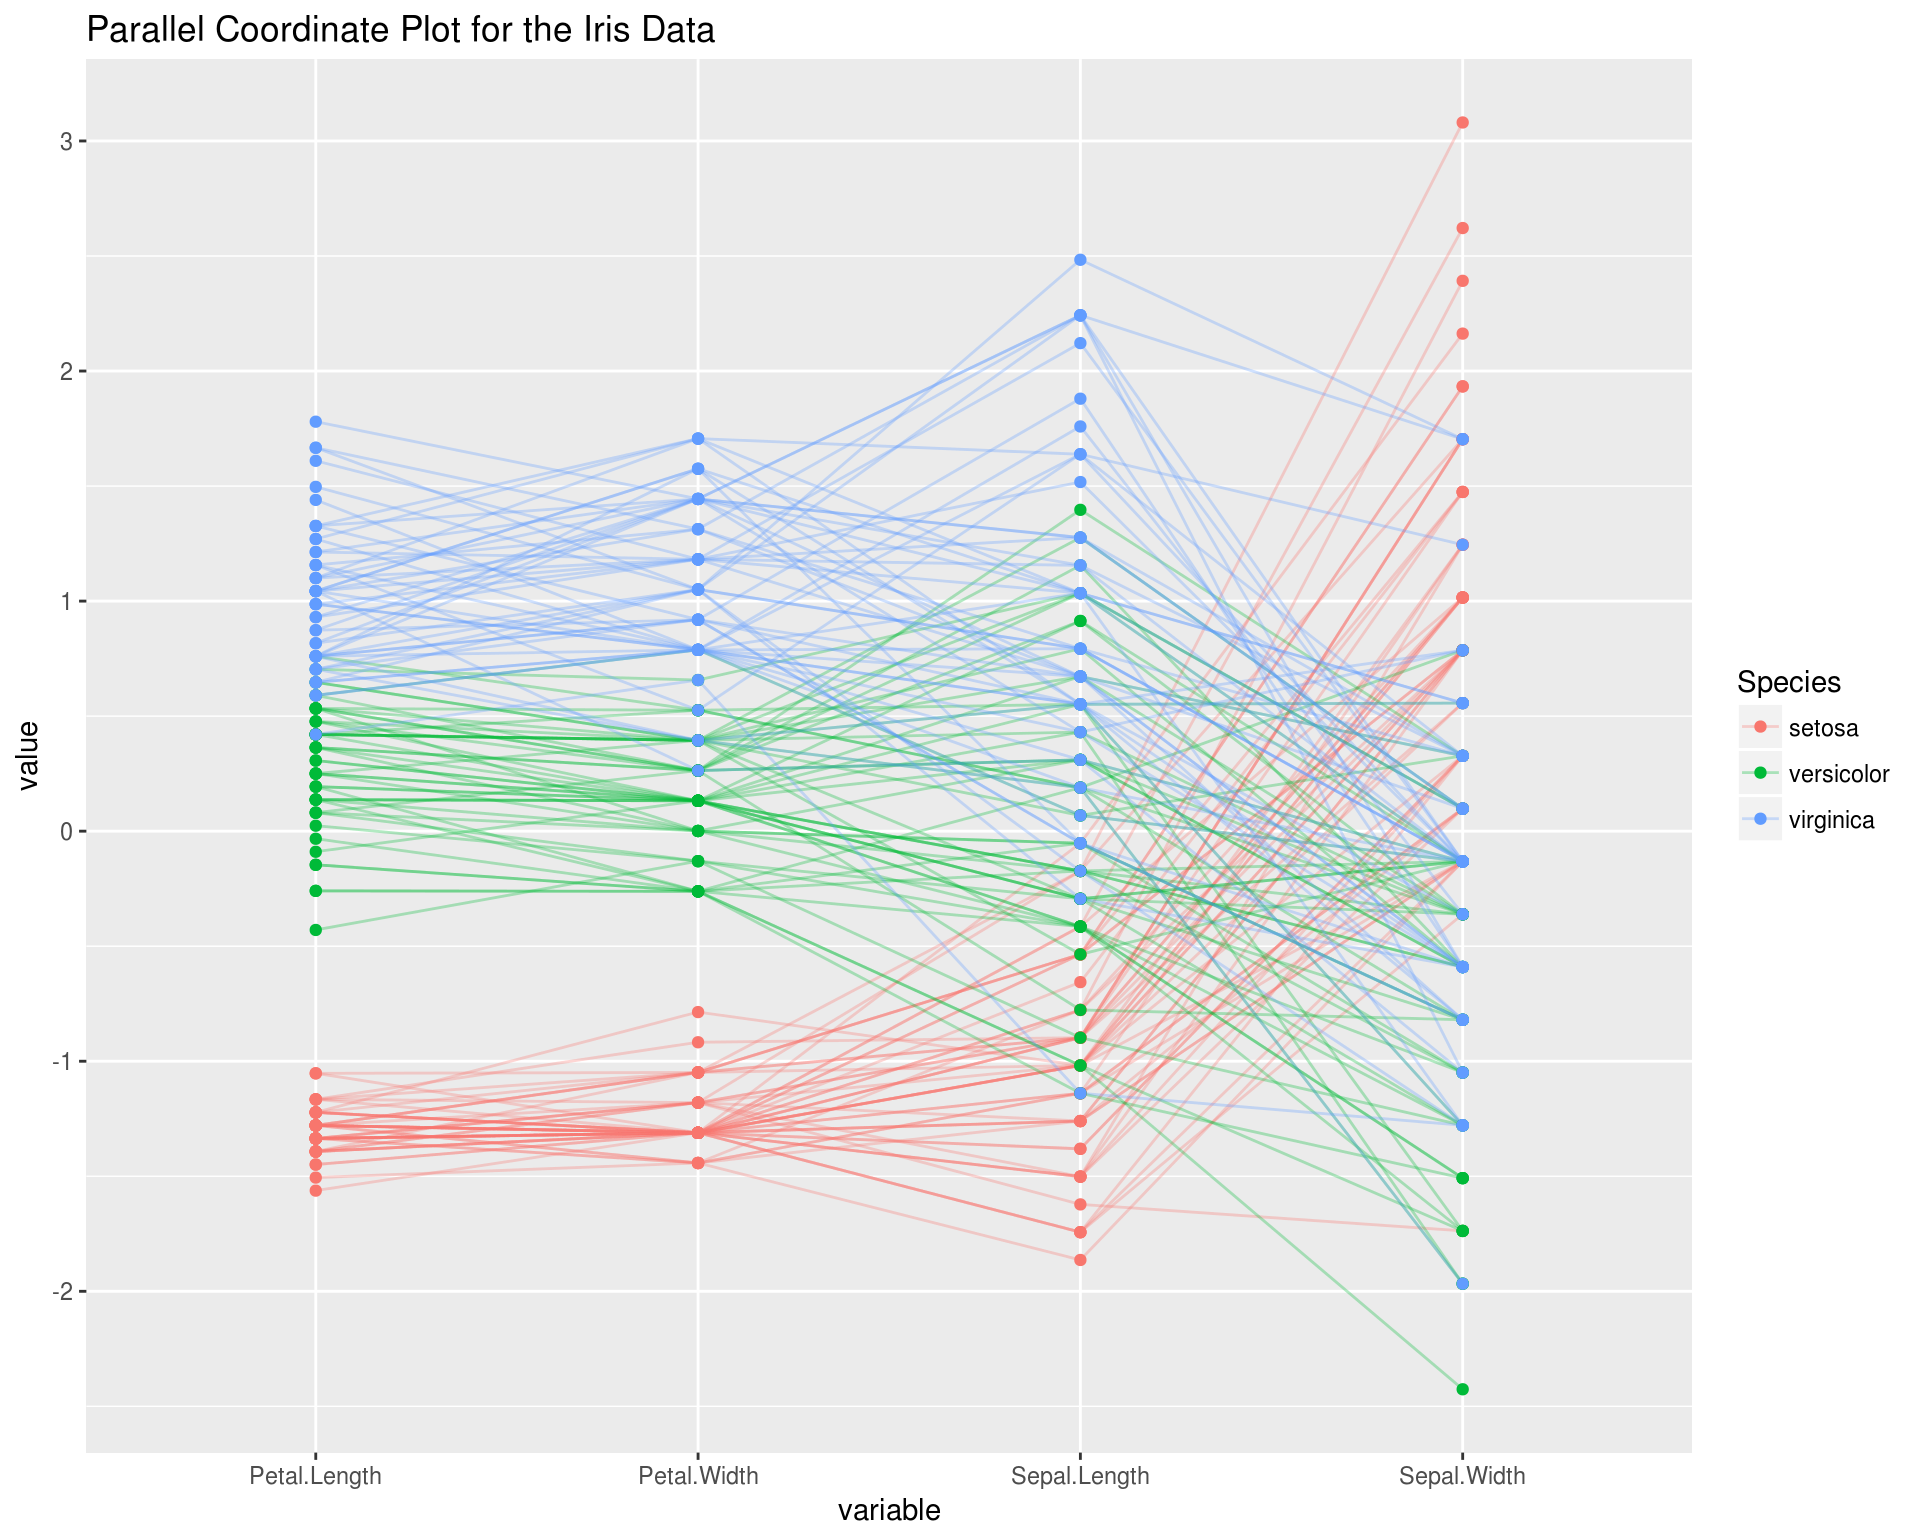 Parallel Coordinate Plot for the Iris Data
3
2
1
0
-1
-2
value
Petal.Length
Petal.Width
Sepal.Length
Sepal.Width
variable
Species
setosa
versicolor
virginica